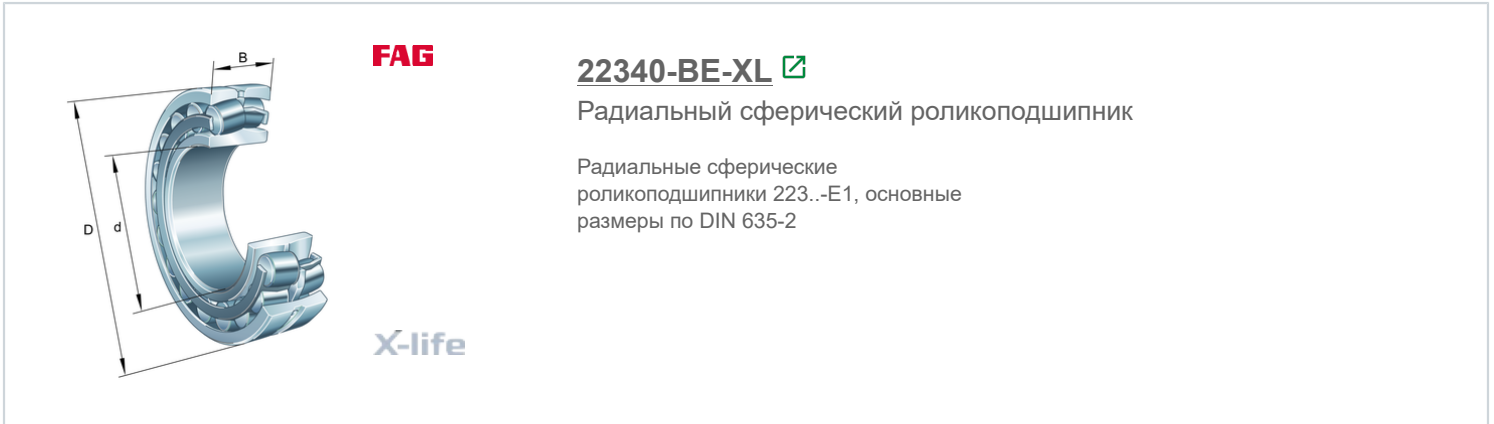 B
FAG
22340-BE-XL
Радиальный сферический роликоподшипник
Радиальные сферические
роликоподшипники 223..-E1, основные
размеры по DIN 635-2
D
d
X-life